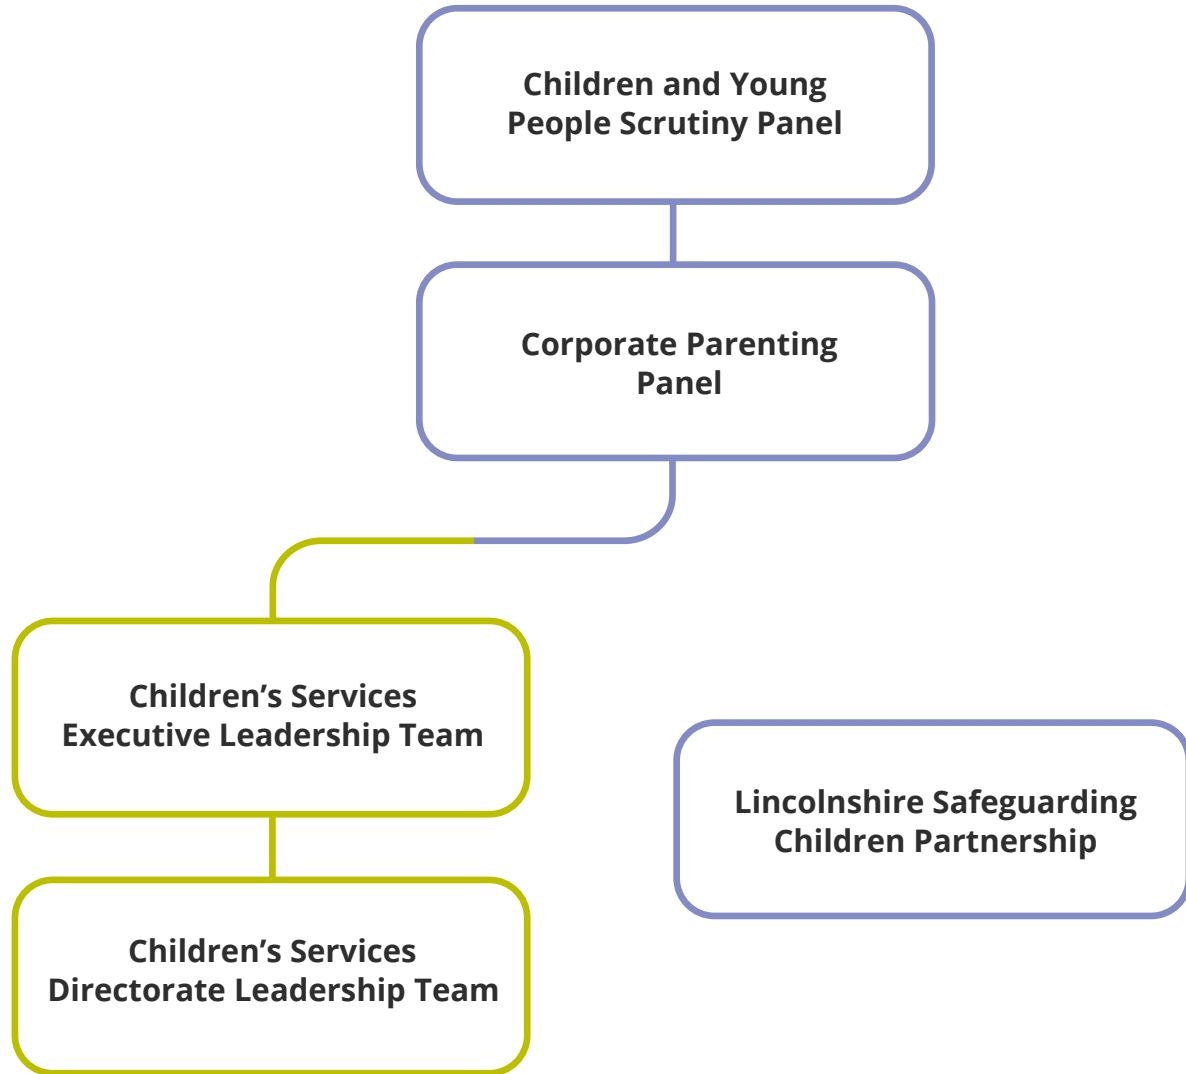 Children and Young
People Scrutiny Panel
Corporate Parenting
Panel
Children’s Services
Executive Leadership Team
Lincolnshire Safeguarding
Children Partnership
Children’s Services
Directorate Leadership Team